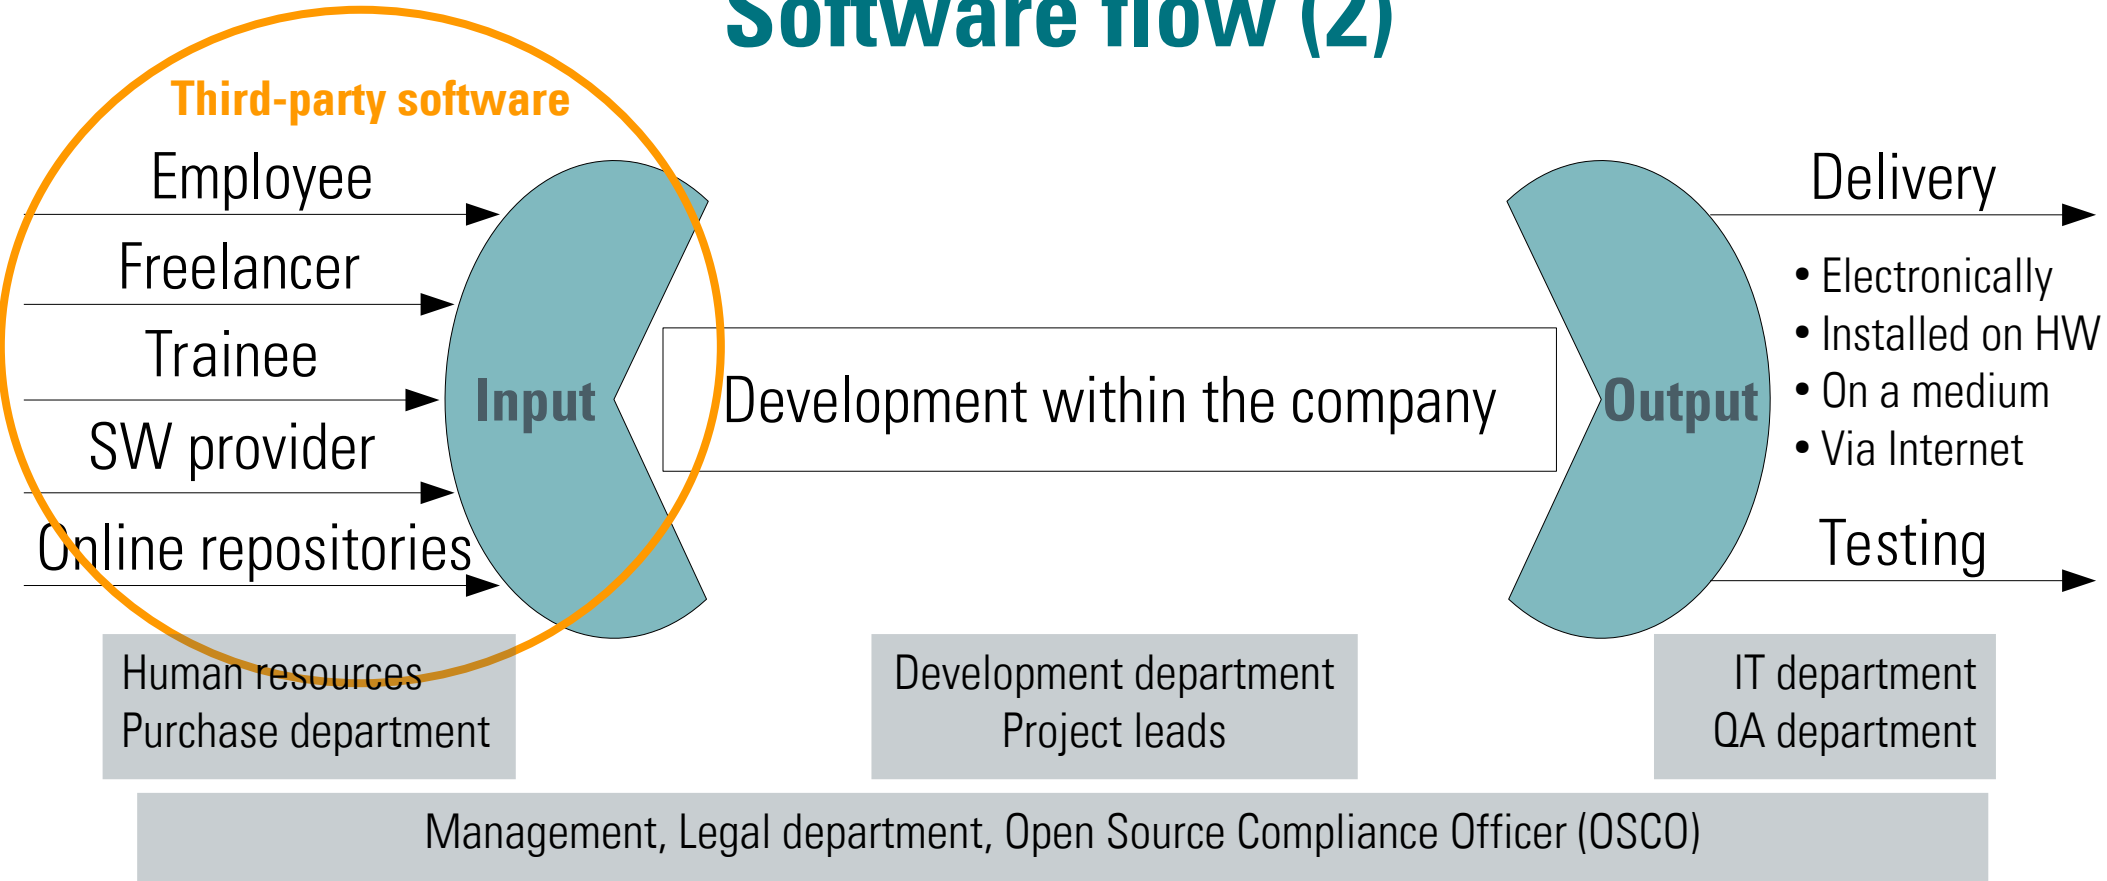 Software flow (2)
Third-party software
Employee
Freelancer
Trainee
SW provider
Online repositories
Input
Development within the company
Output
Delivery
• Electronically
• Installed on HW
• On a medium
• Via Internet
Testing
Human resources
Purchase department
Development department
Project leads
IT department
QA department
Management, Legal department, Open Source Compliance Officer (OSCO)